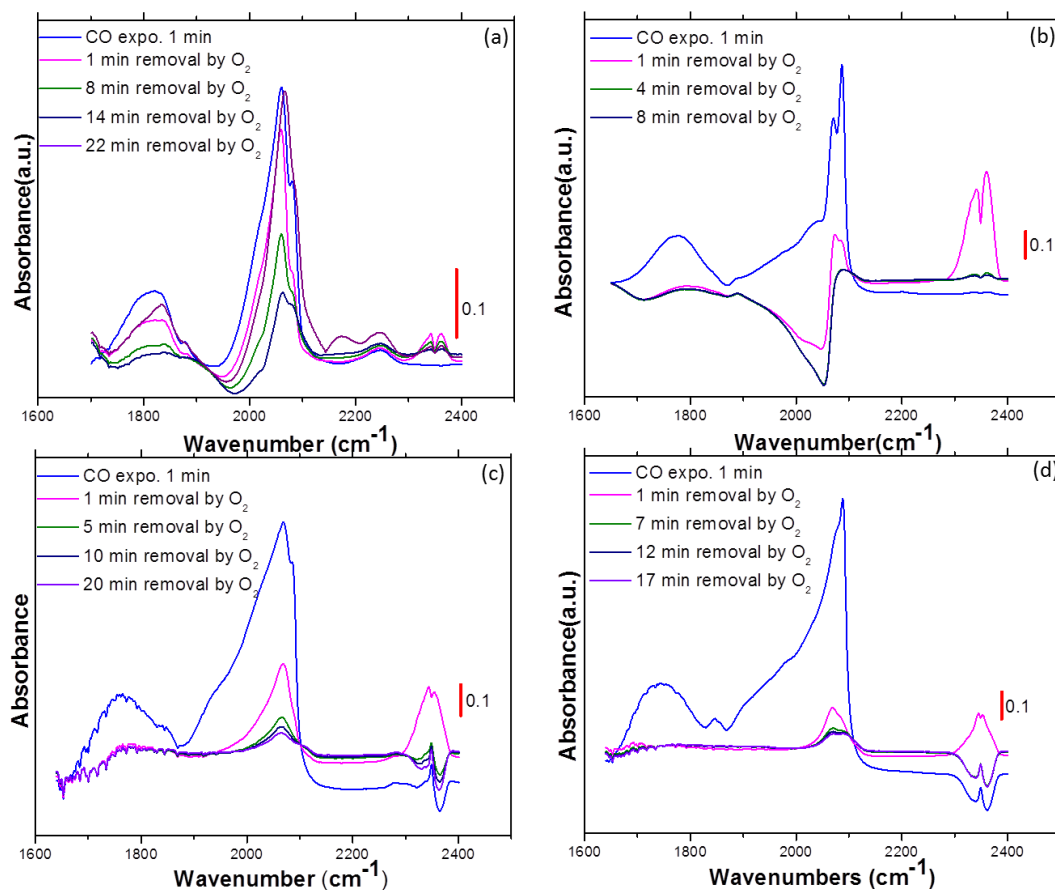 (a)
CO expo. 1 min
1 min removal by O₂
8 min removal by O₂
14 min removal by O₂
22 min removal by O₂
0.1
Absorbance(a.u.)
1600 1800 2000 2200 2400
Wavenumber (cm⁻¹)
(b)
CO expo. 1 min
1 min removal by O₂
4 min removal by O₂
8 min removal by O₂
0.1
Absorbance(a.u.)
1600 1800 2000 2200 2400
Wavenumber(cm⁻¹)
(c)
CO expo. 1 min
1 min removal by O₂
5 min removal by O₂
10 min removal by O₂
20 min removal by O₂
0.1
Absorbance
1600 1800 2000 2200 2400
Wavenumber (cm⁻¹)
(d)
CO expo. 1 min
1 min removal by O₂
7 min removal by O₂
12 min removal by O₂
17 min removal by O₂
0.1
Absorbance(a.u.)
1600 1800 2000 2200 2400
Wavenumbers (cm⁻¹)